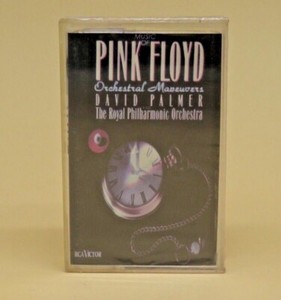 MUSIC
OF
PINK FLOYD
Orchestral Maneuvers
DAVID PALMER
The Royal Philharmonic Orchestra
RCA VICTOR